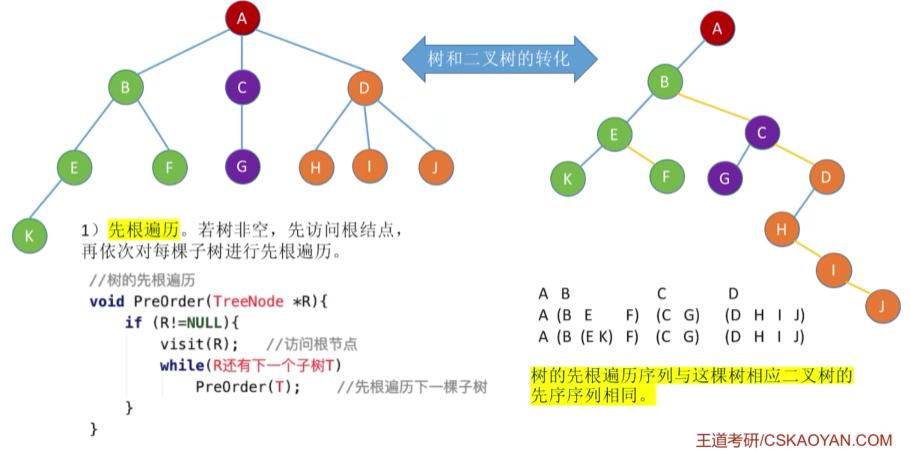 A
B
C
D
E
F
G
H
I
J
K
树和二叉树的转化
A
B
E
C
K
F
G
D
H
I
J
1）先根遍历。若树非空，先访问根结点，
再依次对每棵子树进行先根遍历。
//树的先根遍历
void PreOrder(TreeNode *R){
if (R!=NULL){
visit(R); //访问根节点
while(R还有下一个子树T)
PreOrder(T); //先根遍历下一棵子树
}
}
A B C D
A (B E F) (C G) (D H I J)
A (B (E K) F) (C G) (D H I J)
树的先根遍历序列与这棵树相应二叉树的
先序序列相同。
王道考研/CSKAOYAN.COM